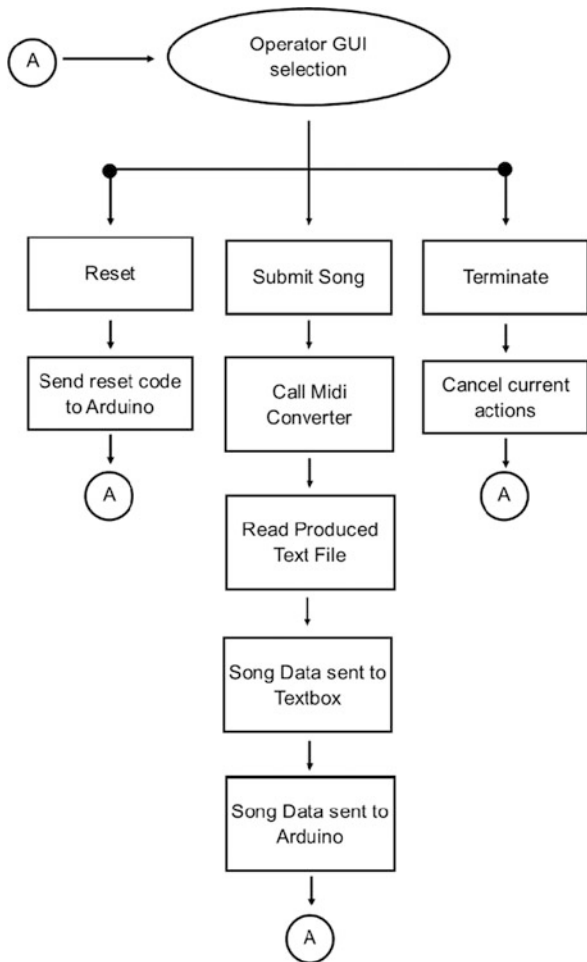 A
Operator GUI
selection
Reset
Submit Song
Terminate
Send reset code
to Arduino
Call Midi
Converter
Cancel current
actions
A
A
Read Produced
Text File
Song Data sent to
Textbox
Song Data sent to
Arduino
A